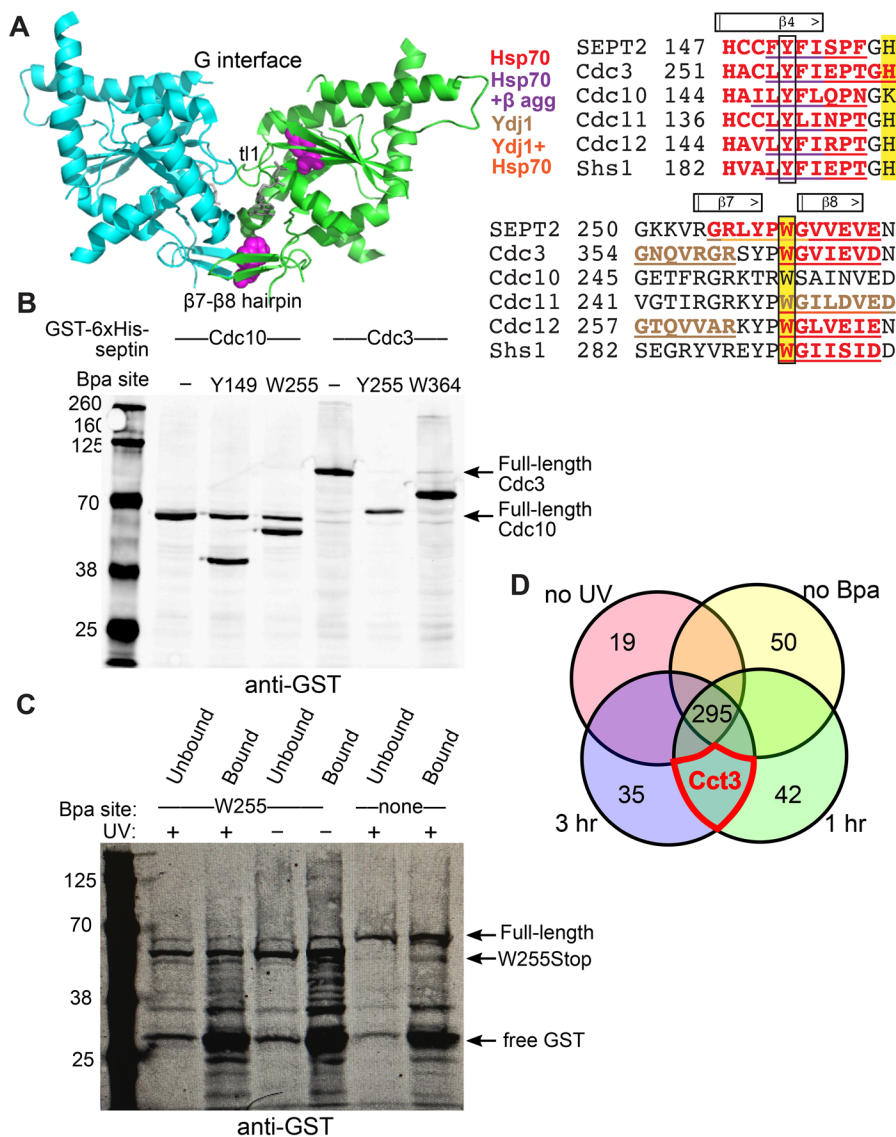 A
G interface
tl1
β7-β8 hairpin
Hsp70
Hsp70
+β agg
Ydj1
Ydj1+
Hsp70
β4 >
SEPT2 147 HCCFYFISPFGH
Cdc3 251 HACLYFIEPTGH
Cdc10 144 HAILYFLQPNGK
Cdc11 136 HCCLYLINPTGH
Cdc12 144 HAVLYFIRPTGH
Shs1 182 HVALYFIEPTGH
β7 > β8 >
SEPT2 250 GKKVRGRLYPWGVVEVEN
Cdc3 354 GNQVRGRSYPWGVIEVDN
Cdc10 245 GETFRGRKTRWSAINVED
Cdc11 241 VGTIRGRKYPWGILDVED
Cdc12 257 GTQVVARKYPWGLVEIEN
Shs1 282 SEGRYVREYPWGIISIDD
B
GST-6xHis-
septin
Cdc10 Cdc3
Bpa site – Y149 W255 – Y255 W364
260
160
125
70
38
25
Full-length
Cdc3
Full-length
Cdc10
anti-GST
C
Unbound Bound Unbound Bound Unbound Bound
Bpa site: W255 none
UV: + + – – + +
125
70
38
25
Full-length
W255Stop
free GST
anti-GST
D
no UV no Bpa
19 50
295
35 Cct3 42
3 hr 1 hr